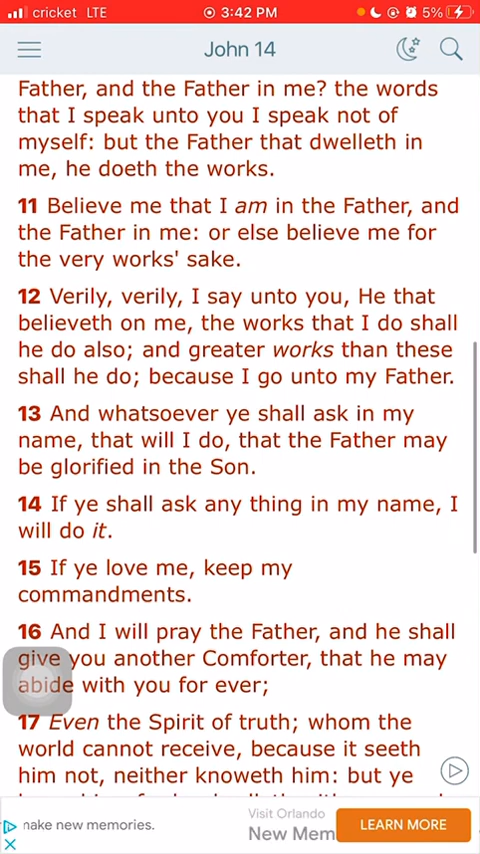 cricket LTE 3:42 PM 5%
John 14
Father, and the Father in me? the words
that I speak unto you I speak not of
myself: but the Father that dwelleth in
me, he doeth the works.
11 Believe me that I am in the Father, and
the Father in me: or else believe me for
the very works' sake.
12 Verily, verily, I say unto you, He that
believeth on me, the works that I do shall
he do also; and greater works than these
shall he do; because I go unto my Father.
13 And whatsoever ye shall ask in my
name, that will I do, that the Father may
be glorified in the Son.
14 If ye shall ask any thing in my name, I
will do it.
15 If ye love me, keep my
commandments.
16 And I will pray the Father, and he shall
give you another Comforter, that he may
abide with you for ever;
17 Even the Spirit of truth; whom the
world cannot receive, because it seeth
him not, neither knoweth him: but ye
make new memories.
Visit Orlando
New Mem
LEARN MORE